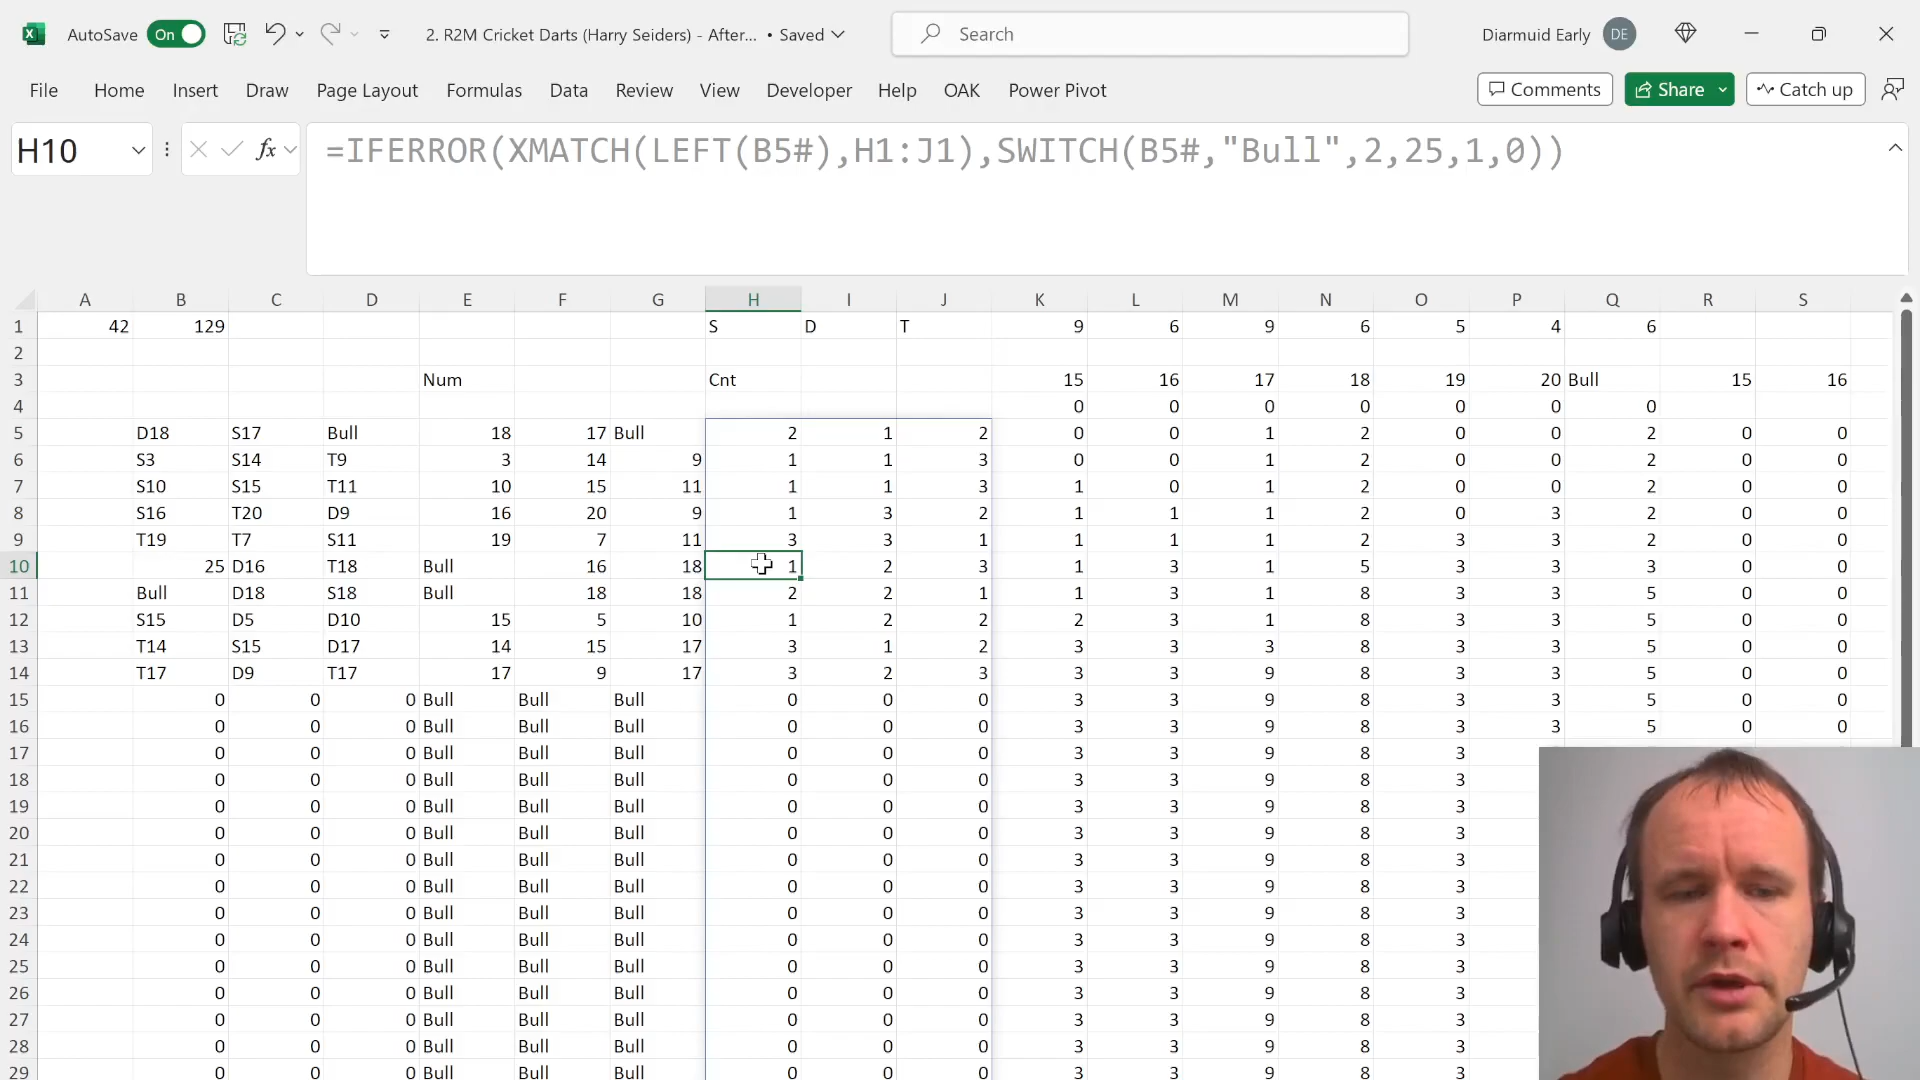 AutoSave On 2. R2M Cricket Darts (Harry Seiders) - After... • Saved Search Diarmuid Early DE
File Home Insert Draw Page Layout Formulas Data Review View Developer Help OAK Power Pivot Comments Share Catch up
H10 fx =IFERROR(XMATCH(LEFT(B5#),H1:J1),SWITCH(B5#,"Bull",2,25,1,0))
A B C D E F G H I J K L M N O P Q R S
1 42 129 S D T 9 6 9 6 5 4 6
2
3 Num Cnt 15 16 17 18 19 20 Bull 15 16
4 0 0 0 0 0 0 0
5 D18 S17 Bull 18 17 Bull 2 1 2 0 0 1 2 0 0 2 0 0
6 S3 S14 T9 3 14 9 1 1 3 0 0 1 2 0 0 2 0 0
7 S10 S15 T11 10 15 11 1 1 3 1 0 1 2 0 0 2 0 0
8 S16 T20 D9 16 20 9 1 3 2 1 1 1 2 0 3 2 0 0
9 T19 T7 S11 19 7 11 3 3 1 1 1 1 2 3 3 2 0 0
10 25 D16 T18 Bull 16 18 1 2 3 1 3 1 5 3 3 3 0 0
11 Bull D18 S18 Bull 18 18 2 2 1 1 3 1 8 3 3 5 0 0
12 S15 D5 D10 15 5 10 1 2 2 2 3 1 8 3 3 5 0 0
13 T14 S15 D17 14 15 17 3 1 2 3 3 3 8 3 3 5 0 0
14 T17 D9 T17 17 9 17 3 2 3 3 3 9 8 3 3 5 0 0
15 0 0 0 Bull Bull Bull 0 0 0 3 3 9 8 3 3 5 0 0
16 0 0 0 Bull Bull Bull 0 0 0 3 3 9 8 3 3 5 0 0
17 0 0 0 Bull Bull Bull 0 0 0 3 3 9 8 3
18 0 0 0 Bull Bull Bull 0 0 0 3 3 9 8 3
19 0 0 0 Bull Bull Bull 0 0 0 3 3 9 8 3
20 0 0 0 Bull Bull Bull 0 0 0 3 3 9 8 3
21 0 0 0 Bull Bull Bull 0 0 0 3 3 9 8 3
22 0 0 0 Bull Bull Bull 0 0 0 3 3 9 8 3
23 0 0 0 Bull Bull Bull 0 0 0 3 3 9 8 3
24 0 0 0 Bull Bull Bull 0 0 0 3 3 9 8 3
25 0 0 0 Bull Bull Bull 0 0 0 3 3 9 8 3
26 0 0 0 Bull Bull Bull 0 0 0 3 3 9 8 3
27 0 0 0 Bull Bull Bull 0 0 0 3 3 9 8 3
28 0 0 0 Bull Bull Bull 0 0 0 3 3 9 8 3
29 0 0 0 Bull Bull Bull 0 0 0 3 3 9 8 3